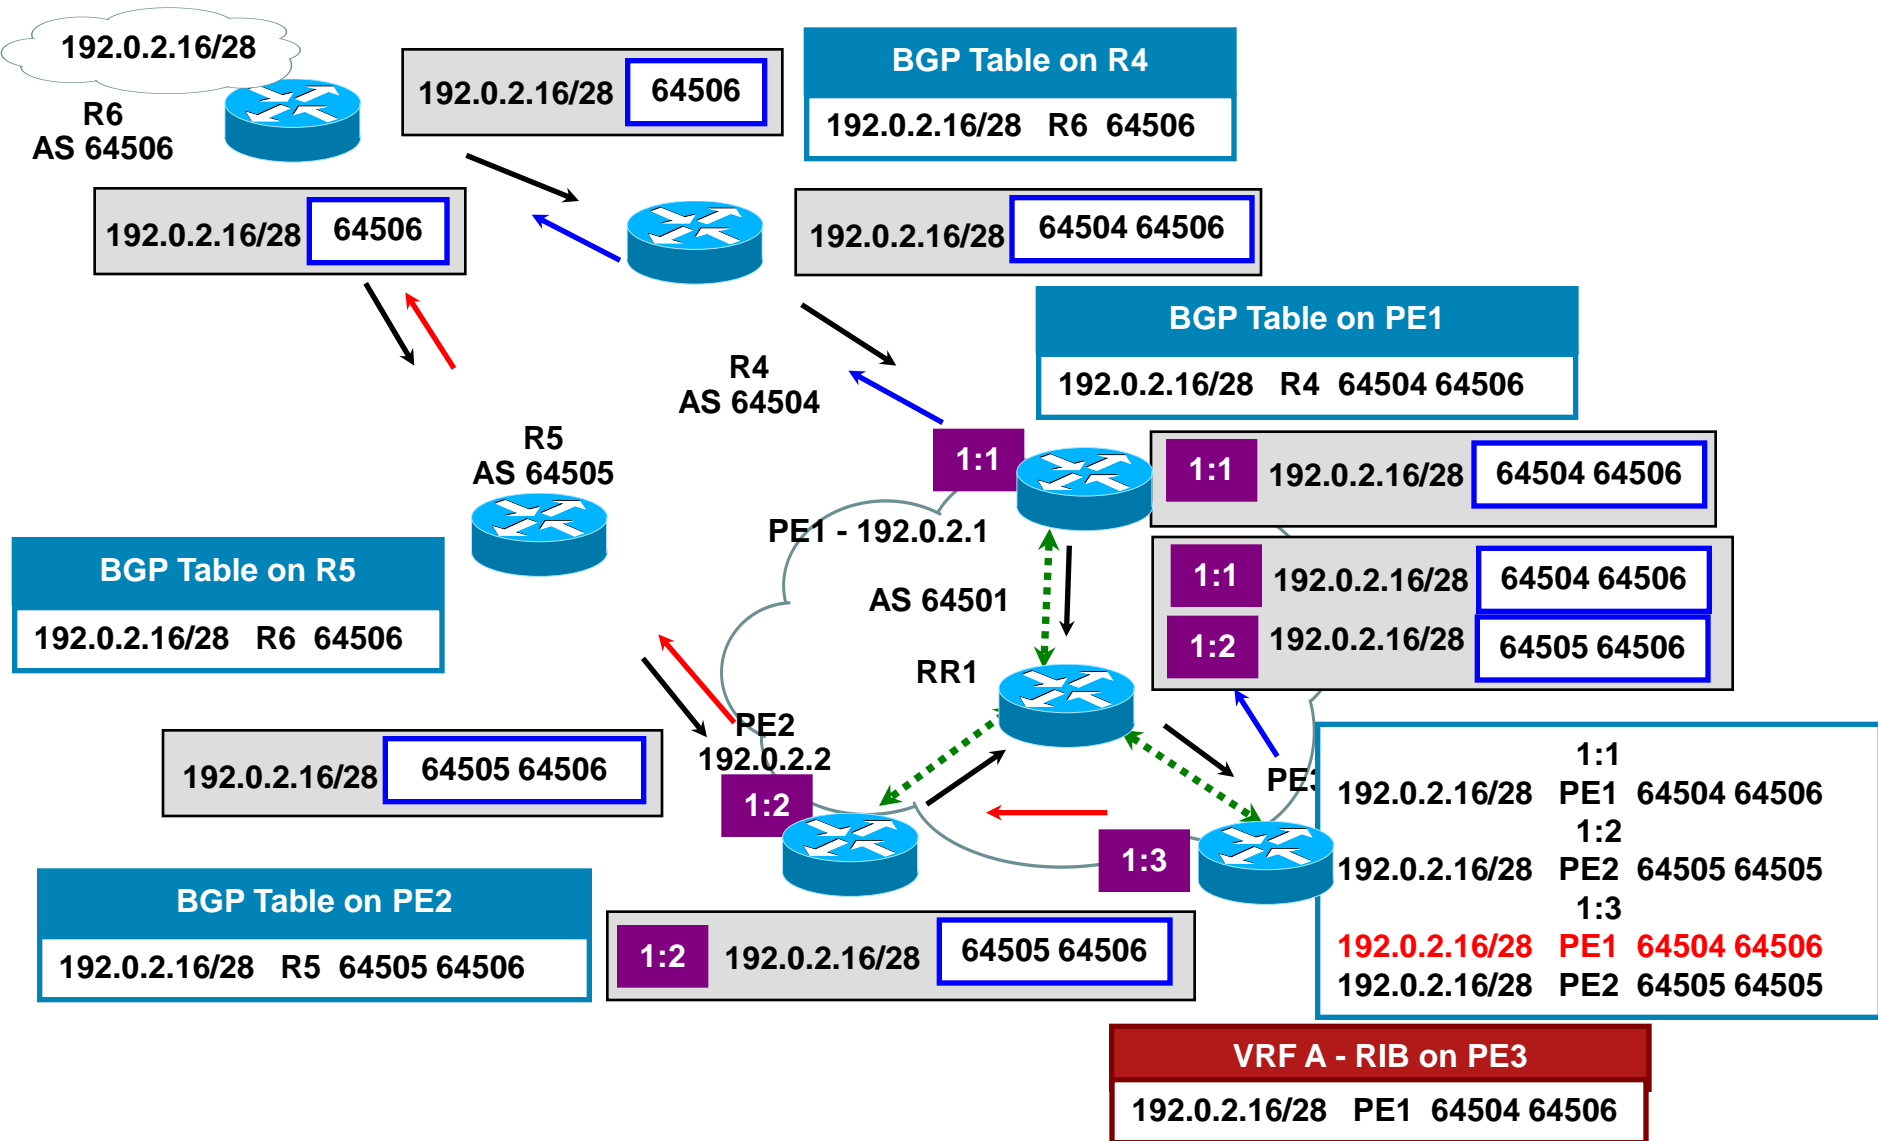 192.0.2.16/28
R6
AS 64506
192.0.2.16/28 64506
BGP Table on R4
192.0.2.16/28 R6 64506
192.0.2.16/28 64506
192.0.2.16/28 64504 64506
R4
AS 64504
BGP Table on PE1
192.0.2.16/28 R4 64504 64506
R5
AS 64505
1:1
1:1 192.0.2.16/28 64504 64506
PE1 - 192.0.2.1
AS 64501
1:1 192.0.2.16/28 64504 64506
1:2 192.0.2.16/28 64505 64506
BGP Table on R5
192.0.2.16/28 R6 64506
RR1
PE2
192.0.2.2
1:2
192.0.2.16/28 64505 64506
PE3
1:3
1:1
192.0.2.16/28 PE1 64504 64506
1:2
192.0.2.16/28 PE2 64505 64505
1:3
192.0.2.16/28 PE1 64504 64506
192.0.2.16/28 PE2 64505 64505
BGP Table on PE2
192.0.2.16/28 R5 64505 64506
1:2 192.0.2.16/28 64505 64506
VRF A - RIB on PE3
192.0.2.16/28 PE1 64504 64506